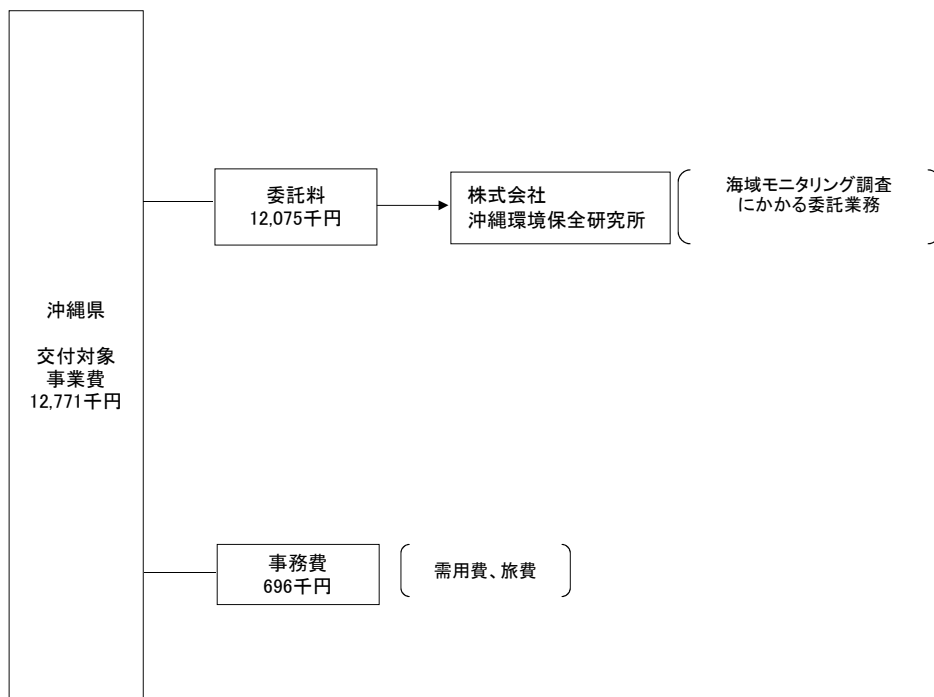 沖縄県
交付対象
事業費
12,771千円
委託料
12,075千円
株式会社
沖縄環境保全研究所
海域モニタリング調査
にかかる委託業務
事務費
696千円
需用費、旅費